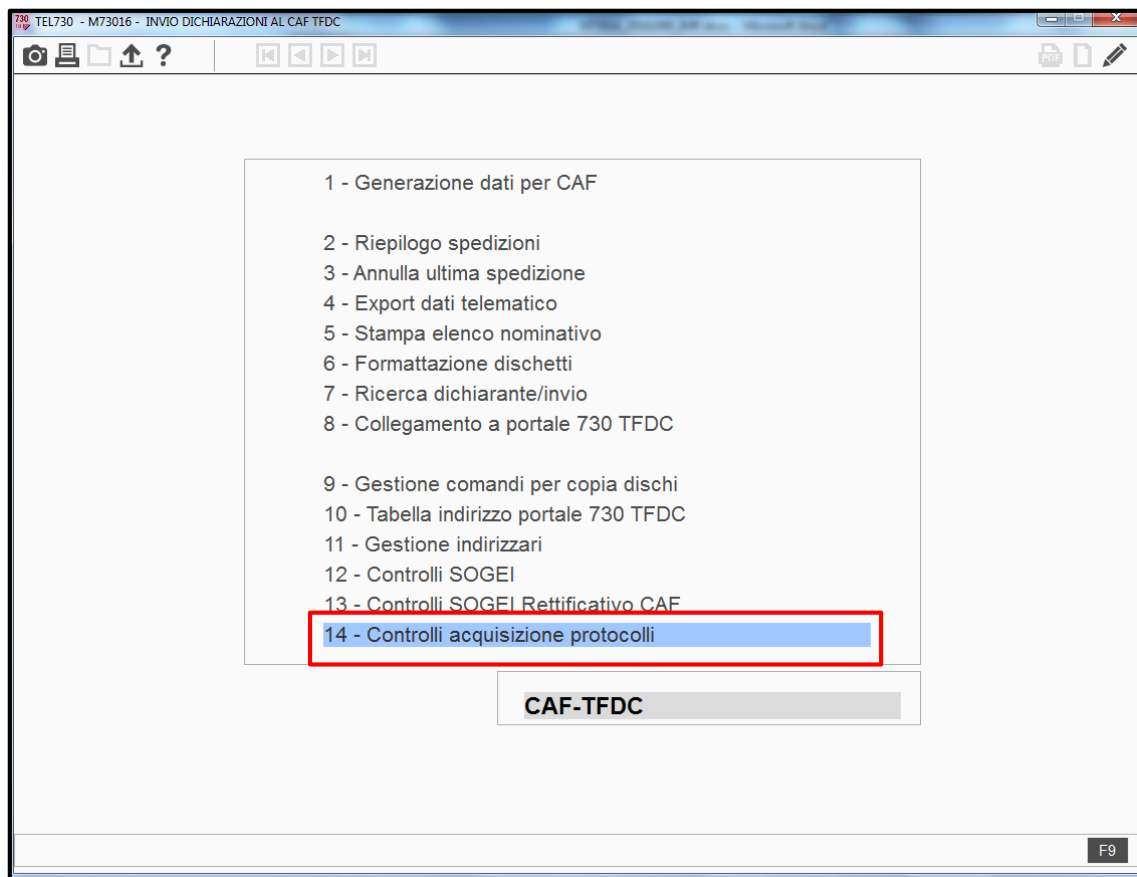 TEL730 - M73016 - INVIO DICHIARAZIONI AL CAF TFDC
1 - Generazione dati per CAF
2 - Riepilogo spedizioni
3 - Annulla ultima spedizione
4 - Export dati telematico
5 - Stampa elenco nominativo
6 - Formattazione dischetti
7 - Ricerca dichiarante/invio
8 - Collegamento a portale 730 TFDC
9 - Gestione comandi per copia dischi
10 - Tabella indirizzo portale 730 TFDC
11 - Gestione indirizzari
12 - Controlli SOGEI
13 - Controlli SOGEI Rettificativo CAF
14 - Controlli acquisizione protocolli
CAF-TFDC
F9